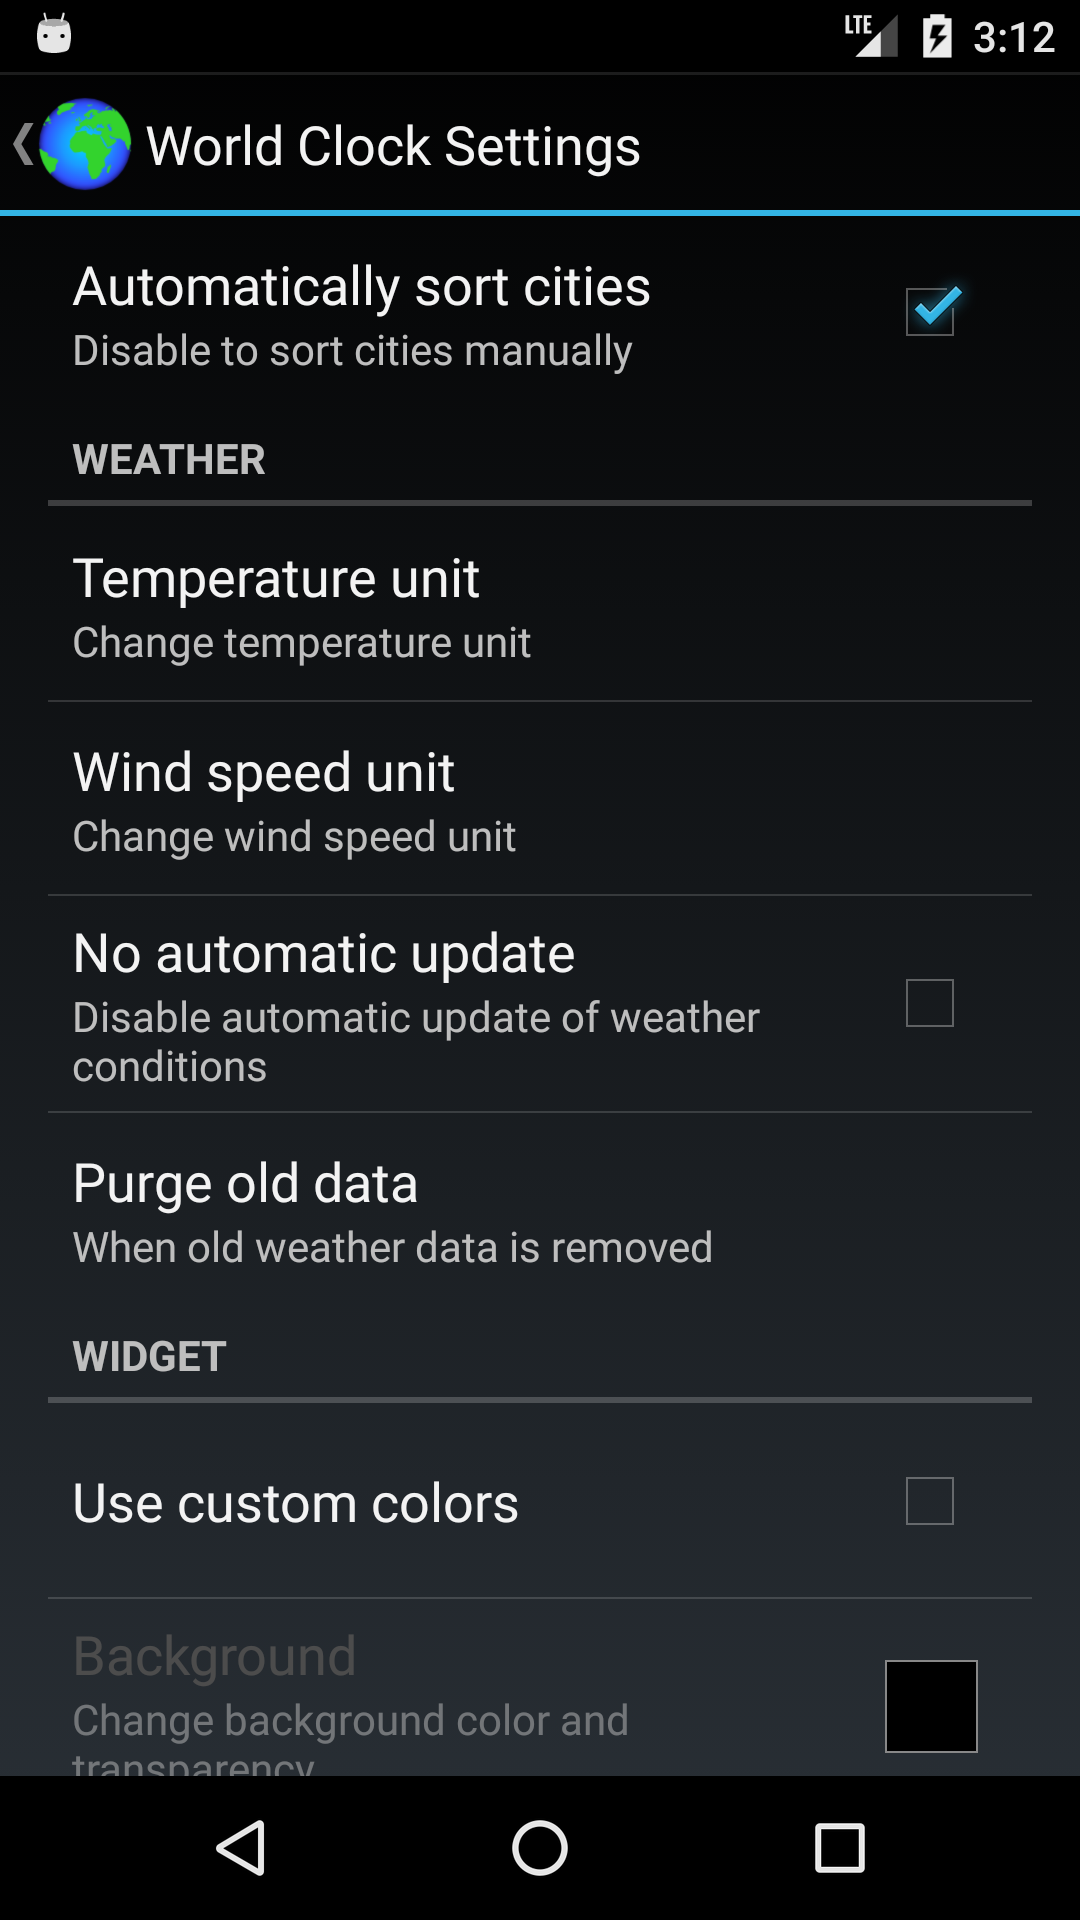 LTE 3:12
World Clock Settings
Automatically sort cities
Disable to sort cities manually
WEATHER
Temperature unit
Change temperature unit
Wind speed unit
Change wind speed unit
No automatic update
Disable automatic update of weather
conditions
Purge old data
When old weather data is removed
WIDGET
Use custom colors
Background
Change background color and
transparency